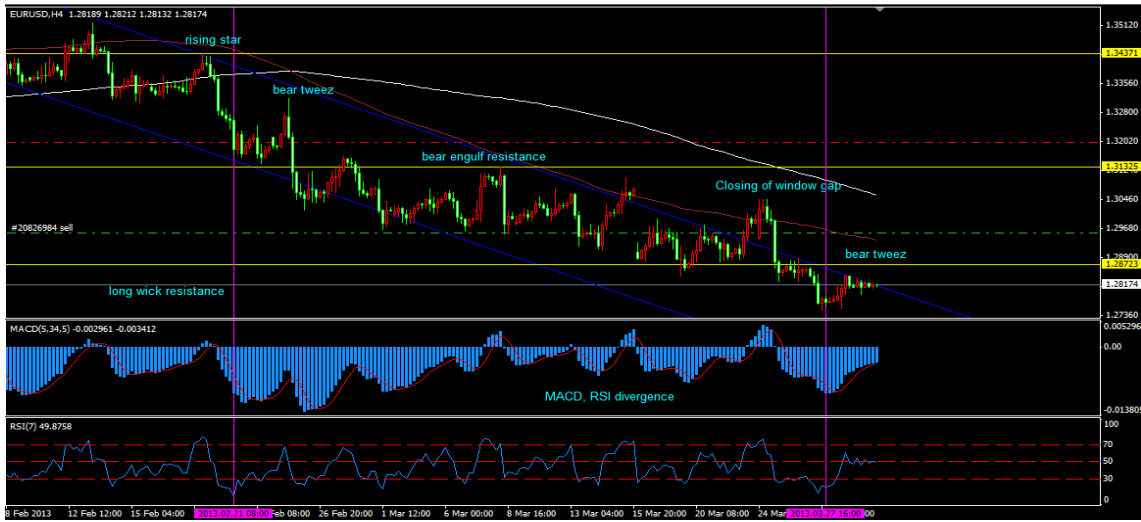 EURUSD,H4 1.28189 1.28212 1.28132 1.28174
1.35120
rising star
1.34371
1.33560
bear tweez
1.32800
1.32020
bear engulf resistance
1.31325
Closing of window gap
1.30460
#20826984 sell
1.29680
bear tweez
1.28900
1.28723
long wick resistance
1.28174
1.27360
MACD(5,34,5) -0.002961 -0.003412
0.005296
0.00
MACD, RSI divergence
-0.013805
RSI(7) 49.8758
100
70
50
30
0
8 Feb 2013 12 Feb 12:00 15 Feb 04:00 2013.02.21 08:00 Feb 08:00 26 Feb 20:00 1 Mar 12:00 6 Mar 00:00 8 Mar 16:00 13 Mar 04:00 15 Mar 20:00 20 Mar 08:00 24 Mar 2013.03.27 16:00 :00